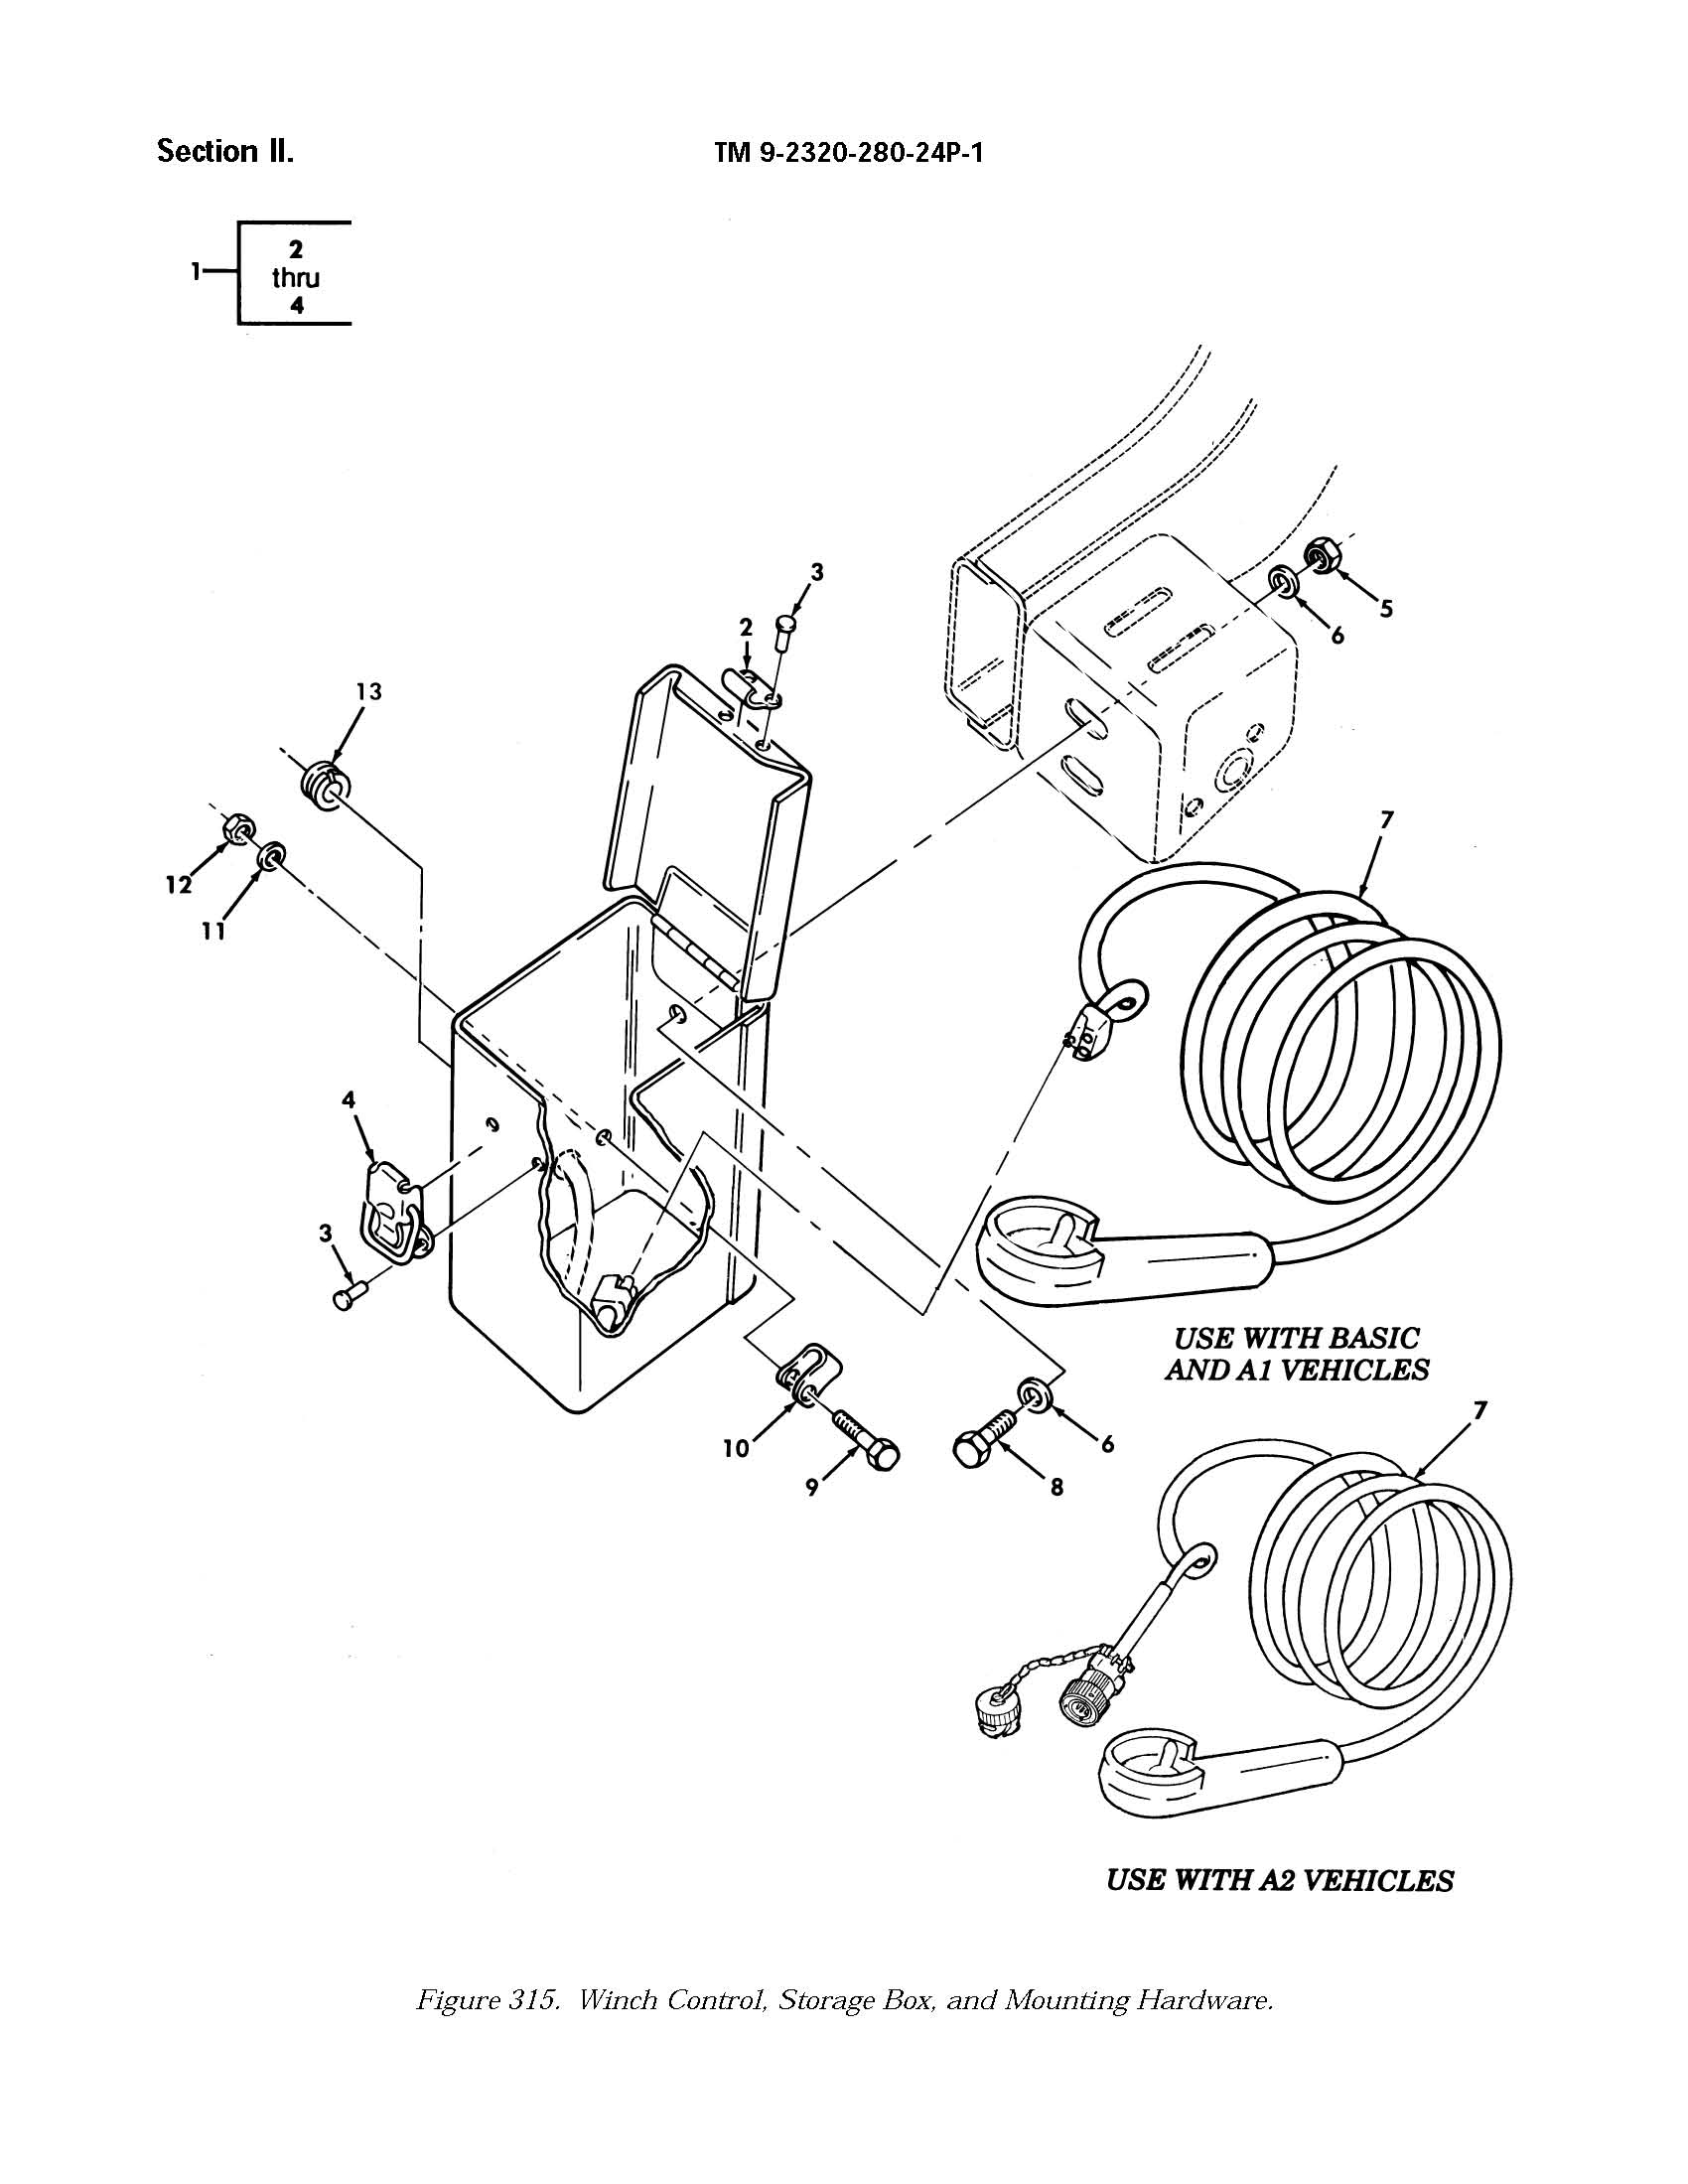 Section II.
TM 9-2320-280-24P-1
1
2
thru
4
3
2
5
6
13
7
12
11
4
3
USE WITH BASIC
AND A1 VEHICLES
10
9
6
8
7
USE WITH A2 VEHICLES
Figure 315. Winch Control, Storage Box, and Mounting Hardware.